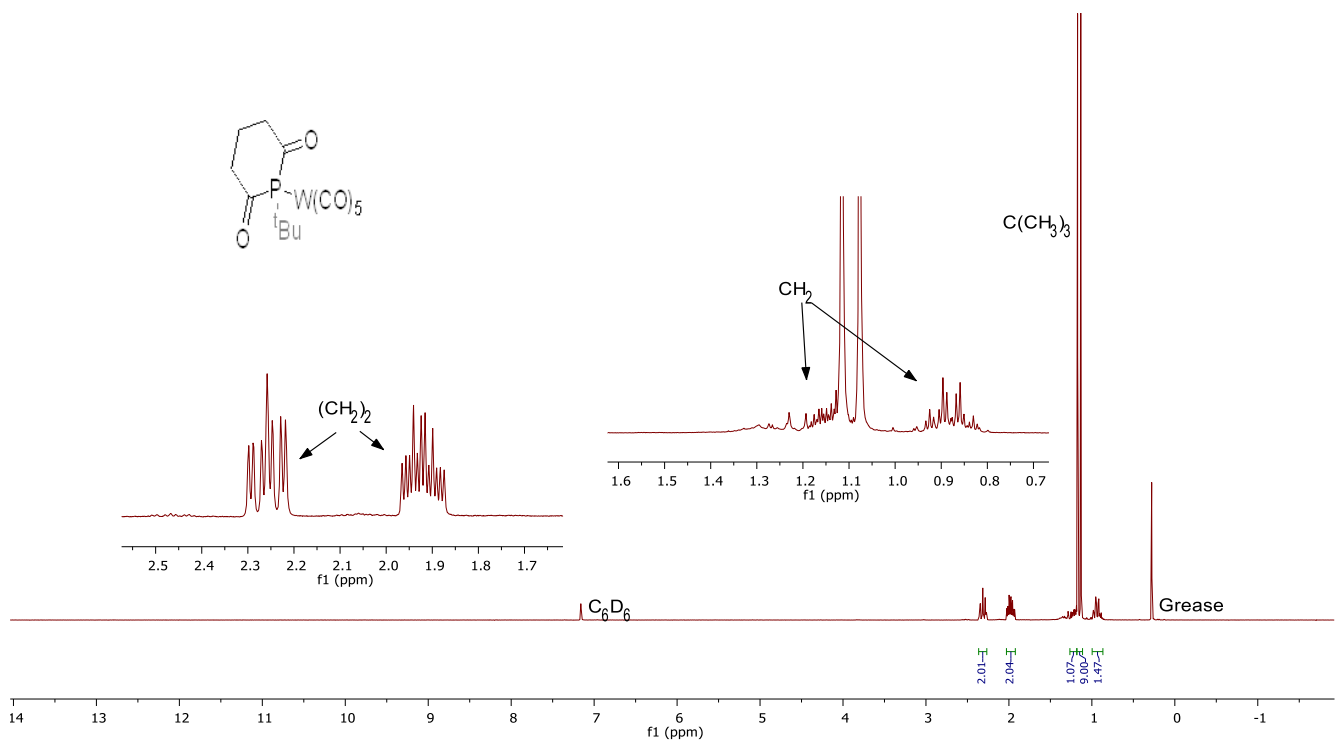 O
P
W(CO)5
tBu
O
C(CH3)3
CH2
(CH2)2
1.6 1.5 1.4 1.3 1.2 1.1 1.0 0.9 0.8 0.7
f1 (ppm)
2.5 2.4 2.3 2.2 2.1 2.0 1.9 1.8 1.7
f1 (ppm)
C6D6
Grease
2.01 2.04 1.07 9.00 1.47
14 13 12 11 10 9 8 7 6 5 4 3 2 1 0 -1
f1 (ppm)